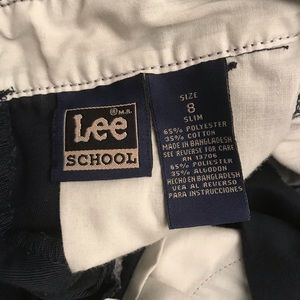 ® M.R.
Lee
SCHOOL
SIZE
8
SLIM
65% POLYESTER
35% COTTON
MADE IN BANGLADESH
SEE REVERSE FOR CARE
RN 13706
65% POLIESTER
35% ALGODON
HECHO EN BANGLADESH
VEA AL REVERSO
PARA INSTRUCCIONES